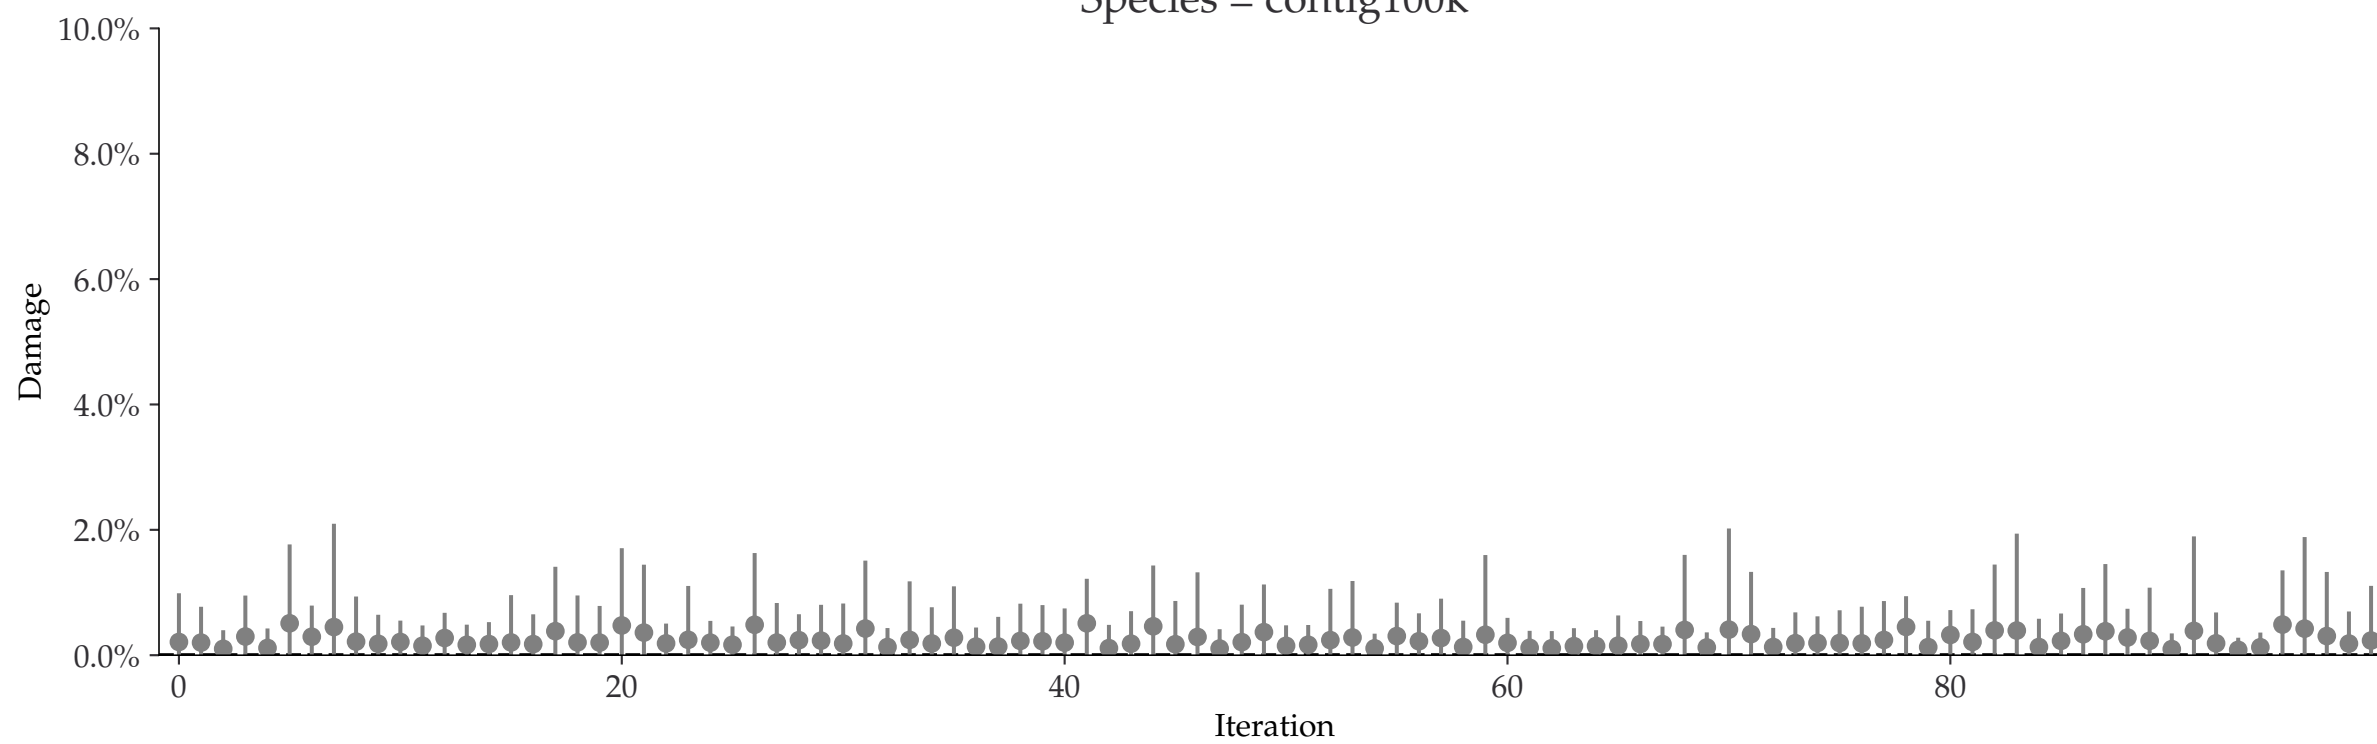 Species = contig100k
10.0%
8.0%
6.0%
4.0%
2.0%
0.0%
Damage
0 20 40 60 80
Iteration